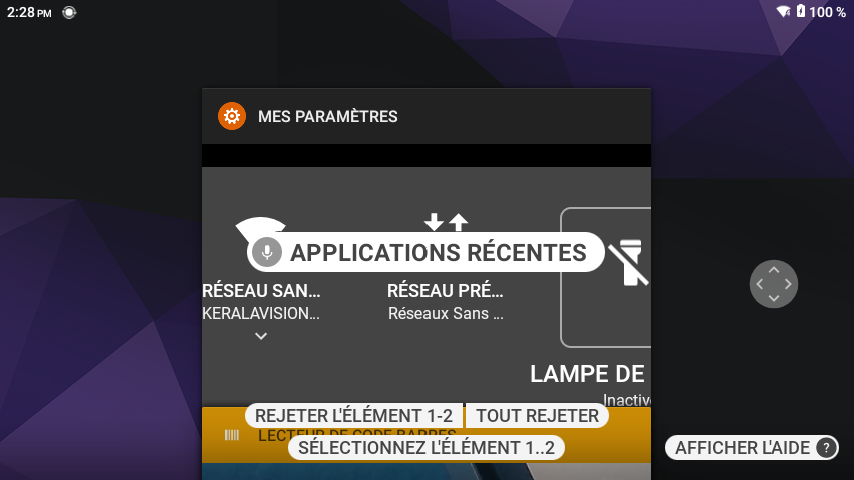 2:28 PM
100 %
MES PARAMÈTRES
APPLICATIONS RÉCENTES
RÉSEAU SAN...
RÉSEAU PRÉ...
KERALAVISION...
Réseaux Sans ...
LAMPE DE
Inactive
REJETER L'ÉLÉMENT 1-2
TOUT REJETER
LECTEUR DE CODE BARRES
SÉLECTIONNEZ L'ÉLÉMENT 1..2
AFFICHER L'AIDE ?